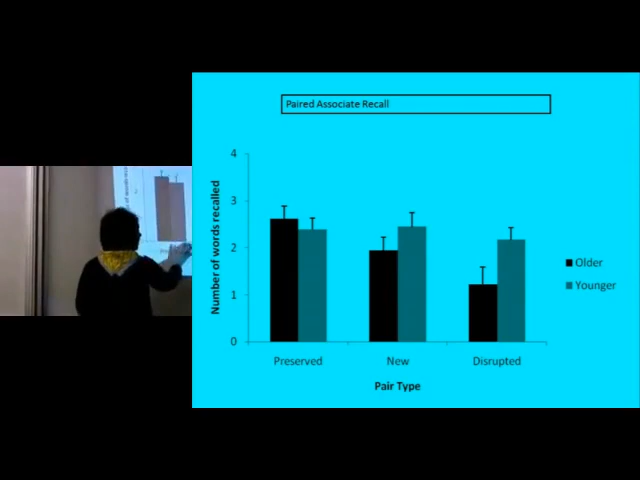 Paired Associate Recall
4
3
2
1
0
Number of words recalled
Preserved
New
Disrupted
Pair Type
Older
Younger